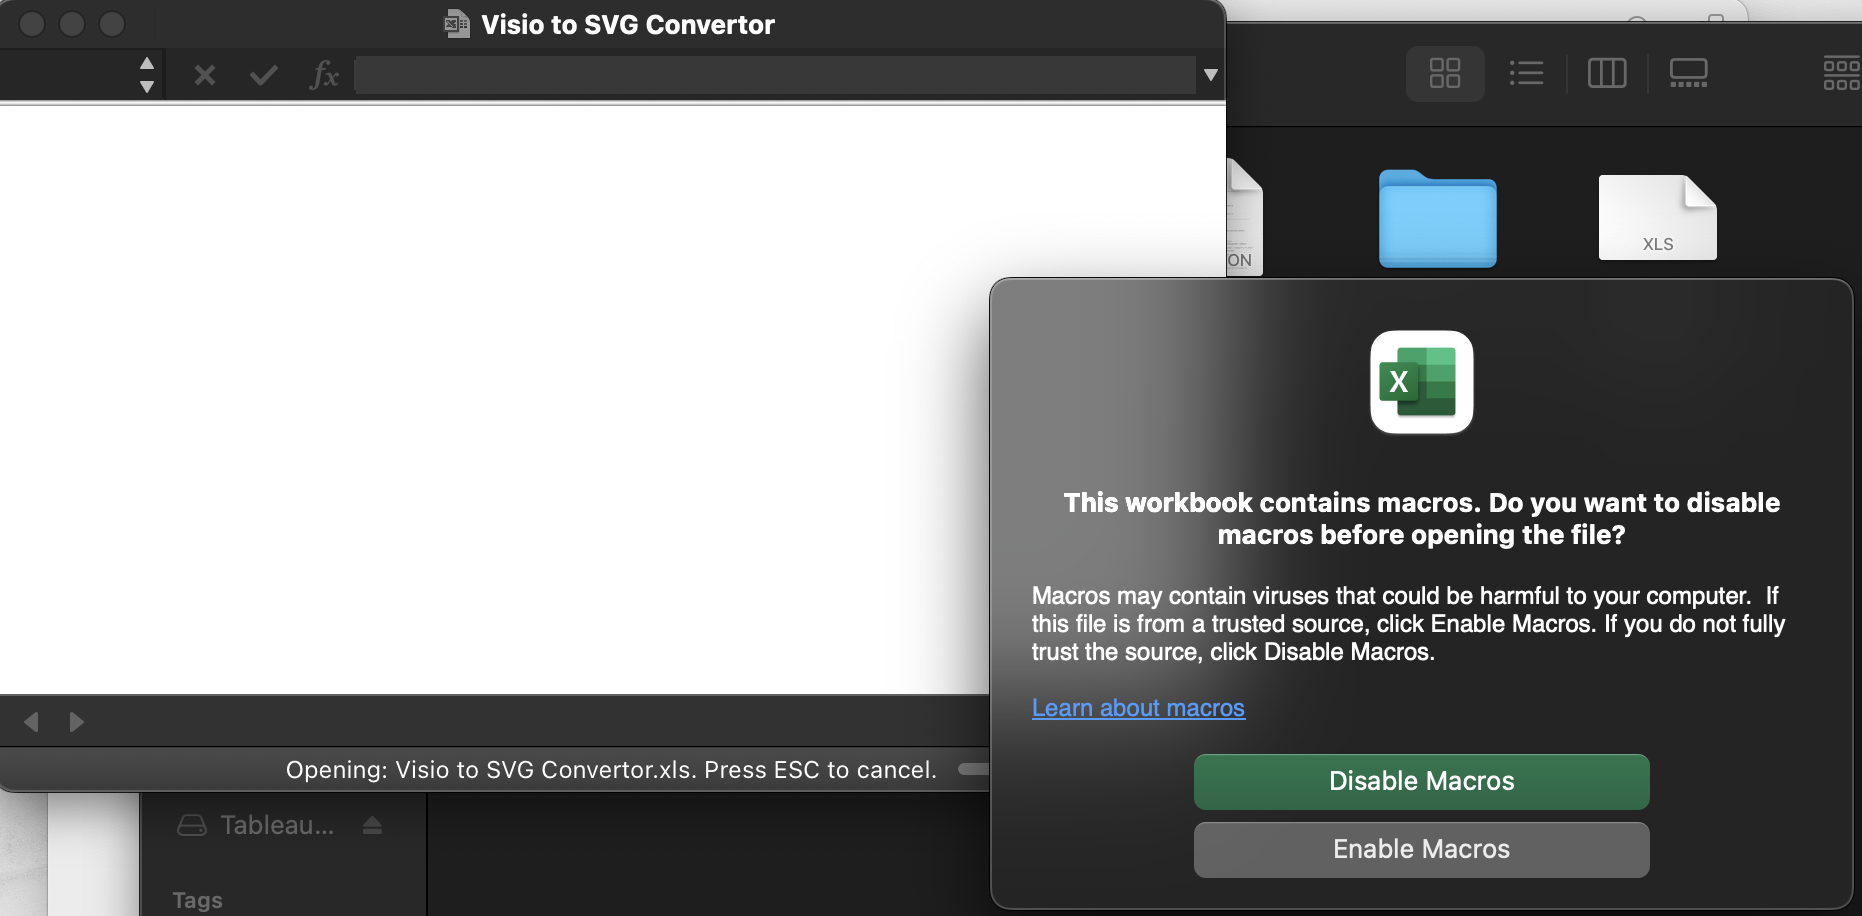 Visio to SVG Convertor
fx
ON
XLS
X
This workbook contains macros. Do you want to disable
macros before opening the file?
Macros may contain viruses that could be harmful to your computer.  If
this file is from a trusted source, click Enable Macros. If you do not fully
trust the source, click Disable Macros.
Learn about macros
Disable Macros
Enable Macros
Opening: Visio to SVG Convertor.xls. Press ESC to cancel.
Tableau...
Tags